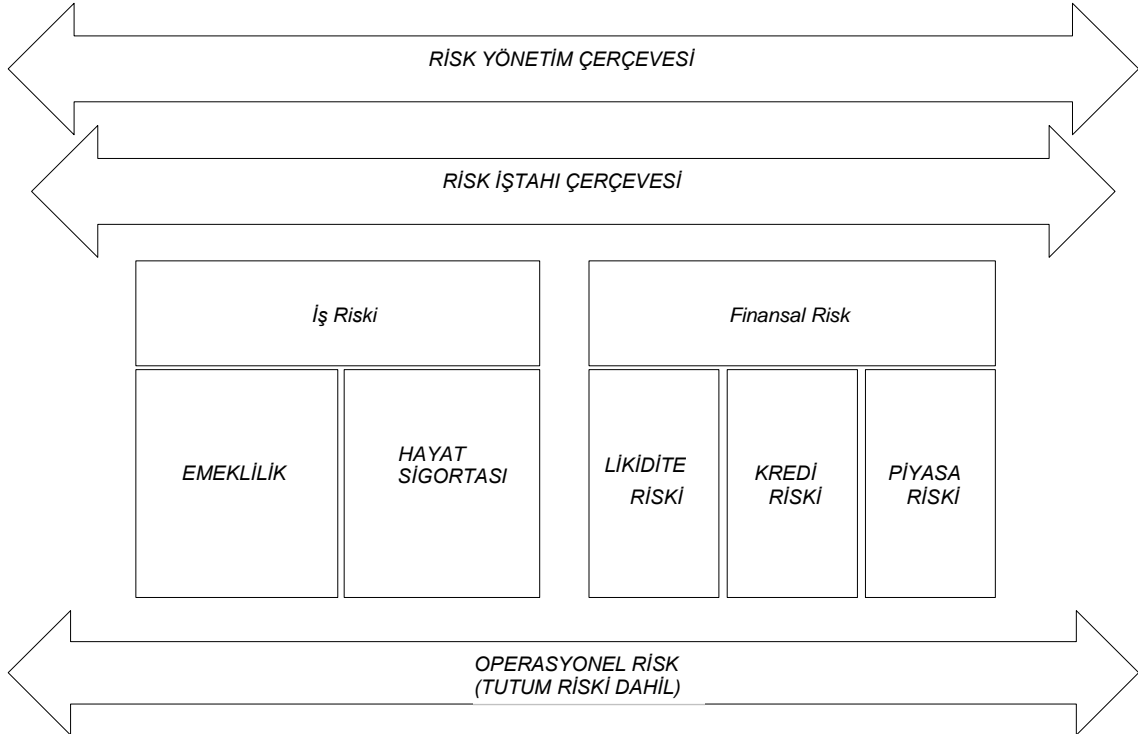 RİSK YÖNETİM ÇERÇEVESİ
RİSK İŞTAHI ÇERÇEVESİ
İş Riski
Finansal Risk
EMEKLİLİK
HAYAT
SİGORTASI
LİKİDİTE
RİSKİ
KREDİ
RİSKİ
PİYASA
RİSKİ
OPERASYONEL RİSK
(TUTUM RİSKİ DAHİL)